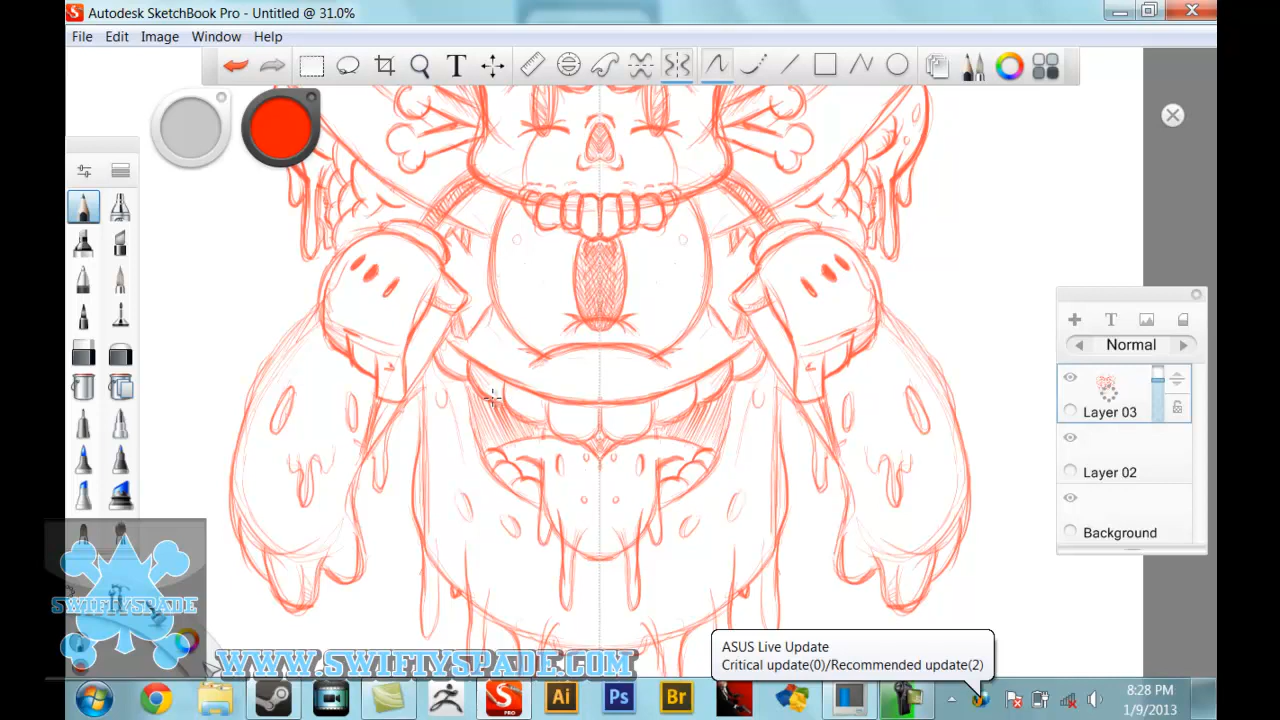 Autodesk SketchBook Pro - Untitled @ 31.0%
File Edit Image Window Help
T
T
Normal
Layer 03
Layer 02
Background
SWIFTYSPADE
WWW.SWIFTYSPADE.COM
ASUS Live Update
Critical update(0)/Recommended update(2)
S PRO
Ai
Ps
Br
8:28 PM
1/9/2013